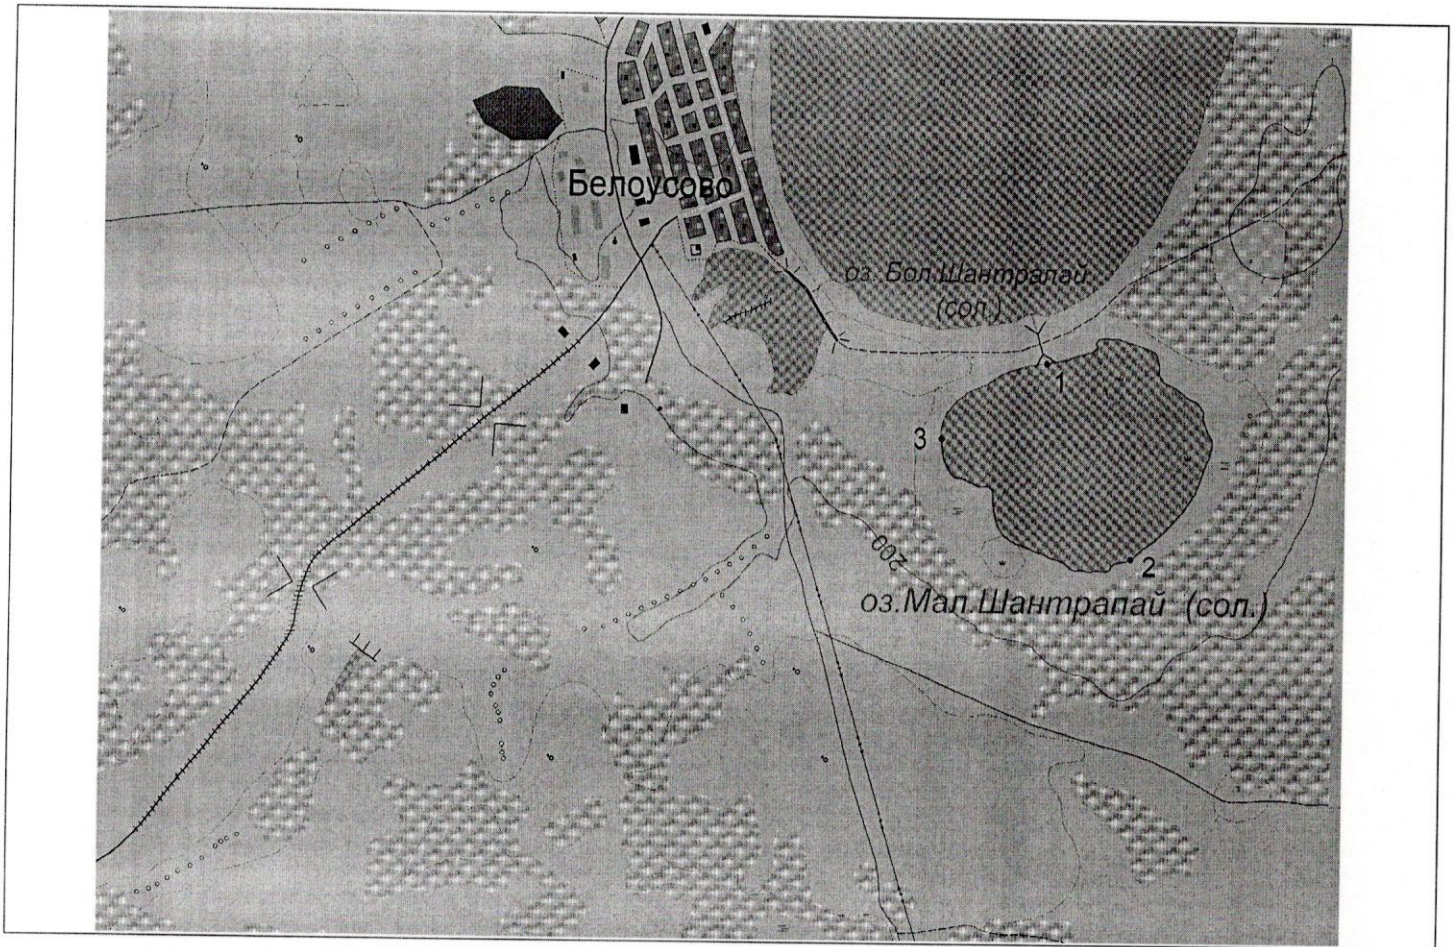 Белоусово
оз. Бол.Шантрапай
(сол.)
1
3
200
2
оз.Мал.Шантрапай (сол.)